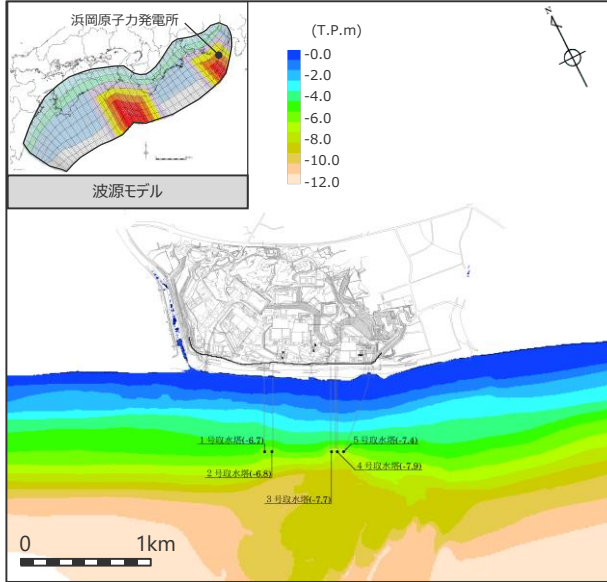 浜岡原子力発電所
波源モデル
(T.P.m)
-0.0
-2.0
-4.0
-6.0
-8.0
-10.0
-12.0
N
1号取水塔(-6.7)
5号取水塔(-7.4)
2号取水塔(-6.8)
4号取水塔(-7.9)
3号取水塔(-7.7)
0 1km